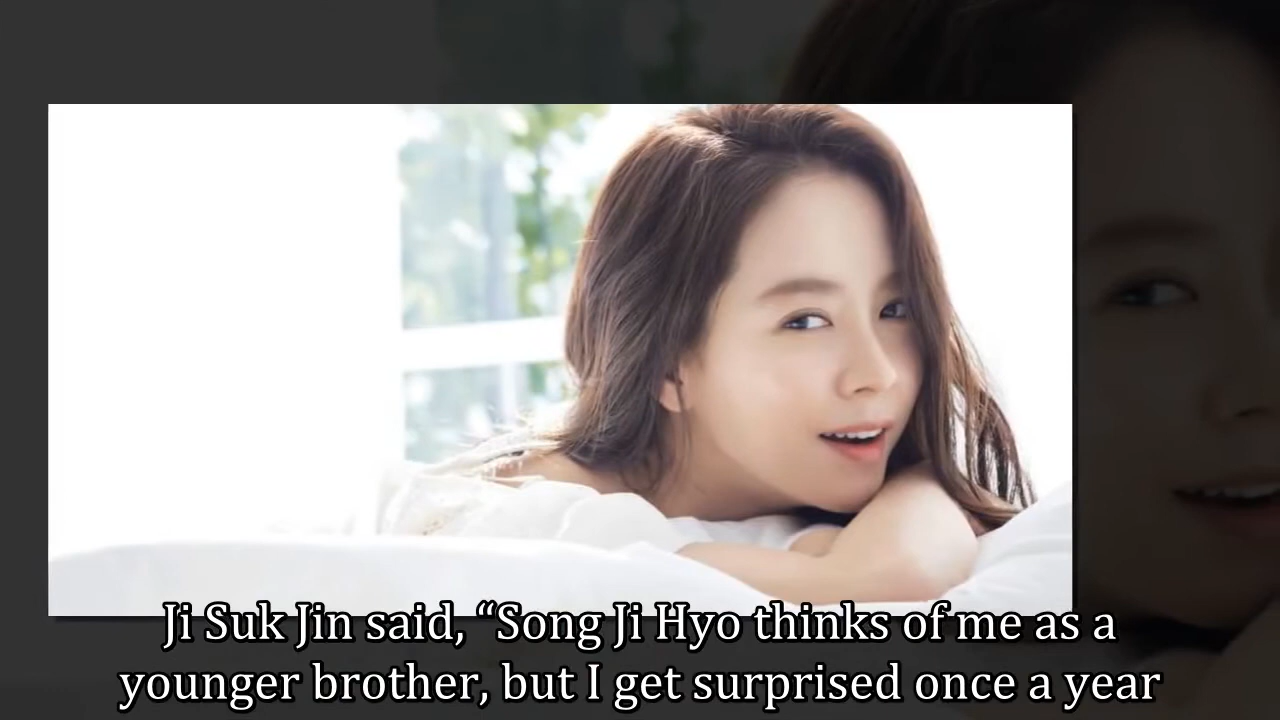 Ji Suk Jin said, “Song Ji Hyo thinks of me as a
younger brother, but I get surprised once a year